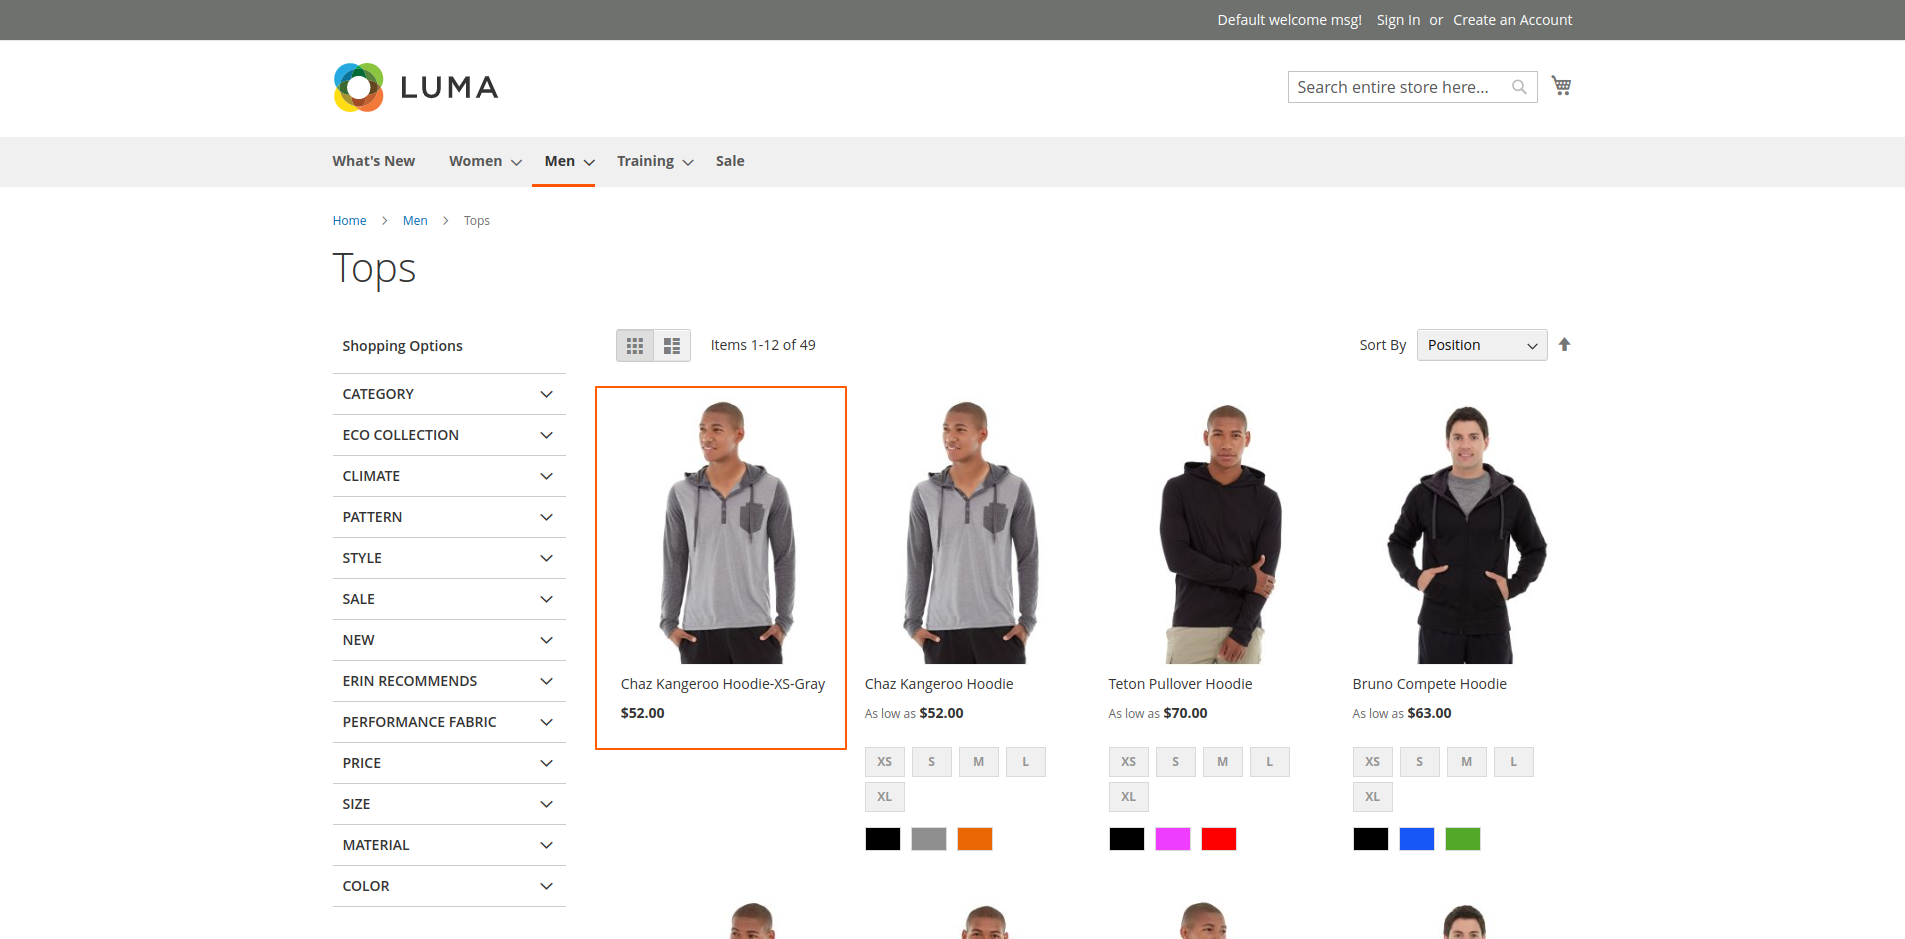 Default welcome msg! Sign In or Create an Account
LUMA
Search entire store here...
What's New Women Men Training Sale
Home > Men > Tops
Tops
Shopping Options
CATEGORY
ECO COLLECTION
CLIMATE
PATTERN
STYLE
SALE
NEW
ERIN RECOMMENDS
PERFORMANCE FABRIC
PRICE
SIZE
MATERIAL
COLOR
Items 1-12 of 49
Sort By Position
Chaz Kangeroo Hoodie-XS-Gray
$52.00
Chaz Kangeroo Hoodie
As low as $52.00
XS S M L
XL
Teton Pullover Hoodie
As low as $70.00
XS S M L
XL
Bruno Compete Hoodie
As low as $63.00
XS S M L
XL